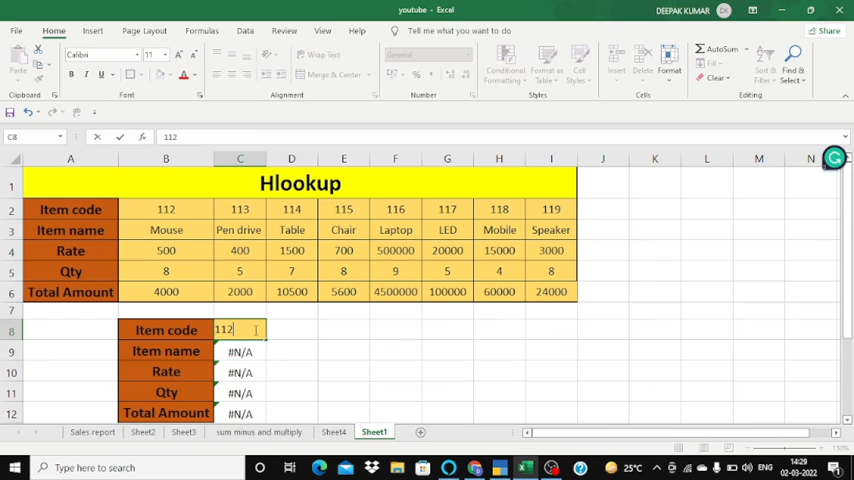 youtube - Excel
DEEPAK KUMAR DK
File Home Insert Page Layout Formulas Data Review View Help Tell me what you want to do Share
Paste
Calibri 11
B I U
A A
Wrap Text
Merge & Center
General
% 
Conditional Formatting
Format as Table
Cell Styles
Insert Delete Format
AutoSum
Fill
Clear
Sort & Filter
Find & Select
Clipboard Font Alignment Number Styles Cells Editing
C8 fx 112
A B C D E F G H I J K L M N
1 Hlookup
2 Item code 112 113 114 115 116 117 118 119
3 Item name Mouse Pen drive Table Chair Laptop LED Mobile Speaker
4 Rate 500 400 1500 700 500000 20000 15000 3000
5 Qty 8 5 7 8 9 5 4 8
6 Total Amount 4000 2000 10500 5600 4500000 100000 60000 24000
7
8 Item code 112
9 Item name #N/A
10 Rate #N/A
11 Qty #N/A
12 Total Amount #N/A
Sales report Sheet2 Sheet3 sum minus and multiply Sheet4 Sheet1
130%
Type here to search
25°C ENG 14:29
02-03-2022